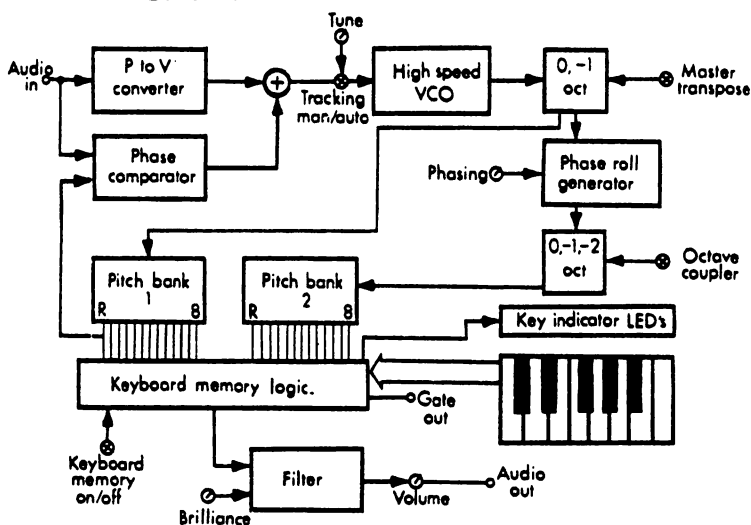 Tune
Audio
in
P to V
converter
High speed
VCO
0, -1
oct
Master
transpose
Tracking
man/auto
Phase
comparator
Phasing
Phase roll
generator
Pitch bank
1
R 8
Pitch bank
2
R 8
0,-1,-2
oct
Octave
coupler
Key indicator LED's
Keyboard memory logic.
Gate
out
Keyboard
memory
on/off
Filter
Volume
Audio
out
Brilliance